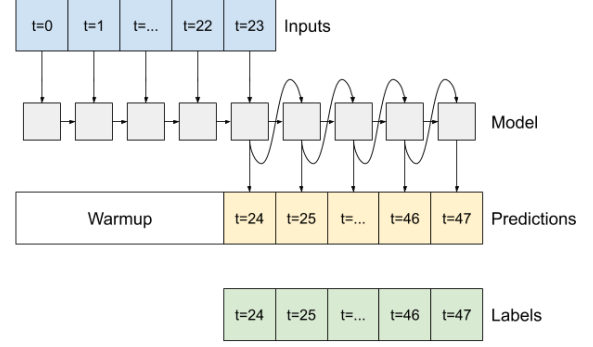 t=0 t=1 t=... t=22 t=23 Inputs
Model
Warmup t=24 t=25 t=... t=46 t=47 Predictions
t=24 t=25 t=... t=46 t=47 Labels